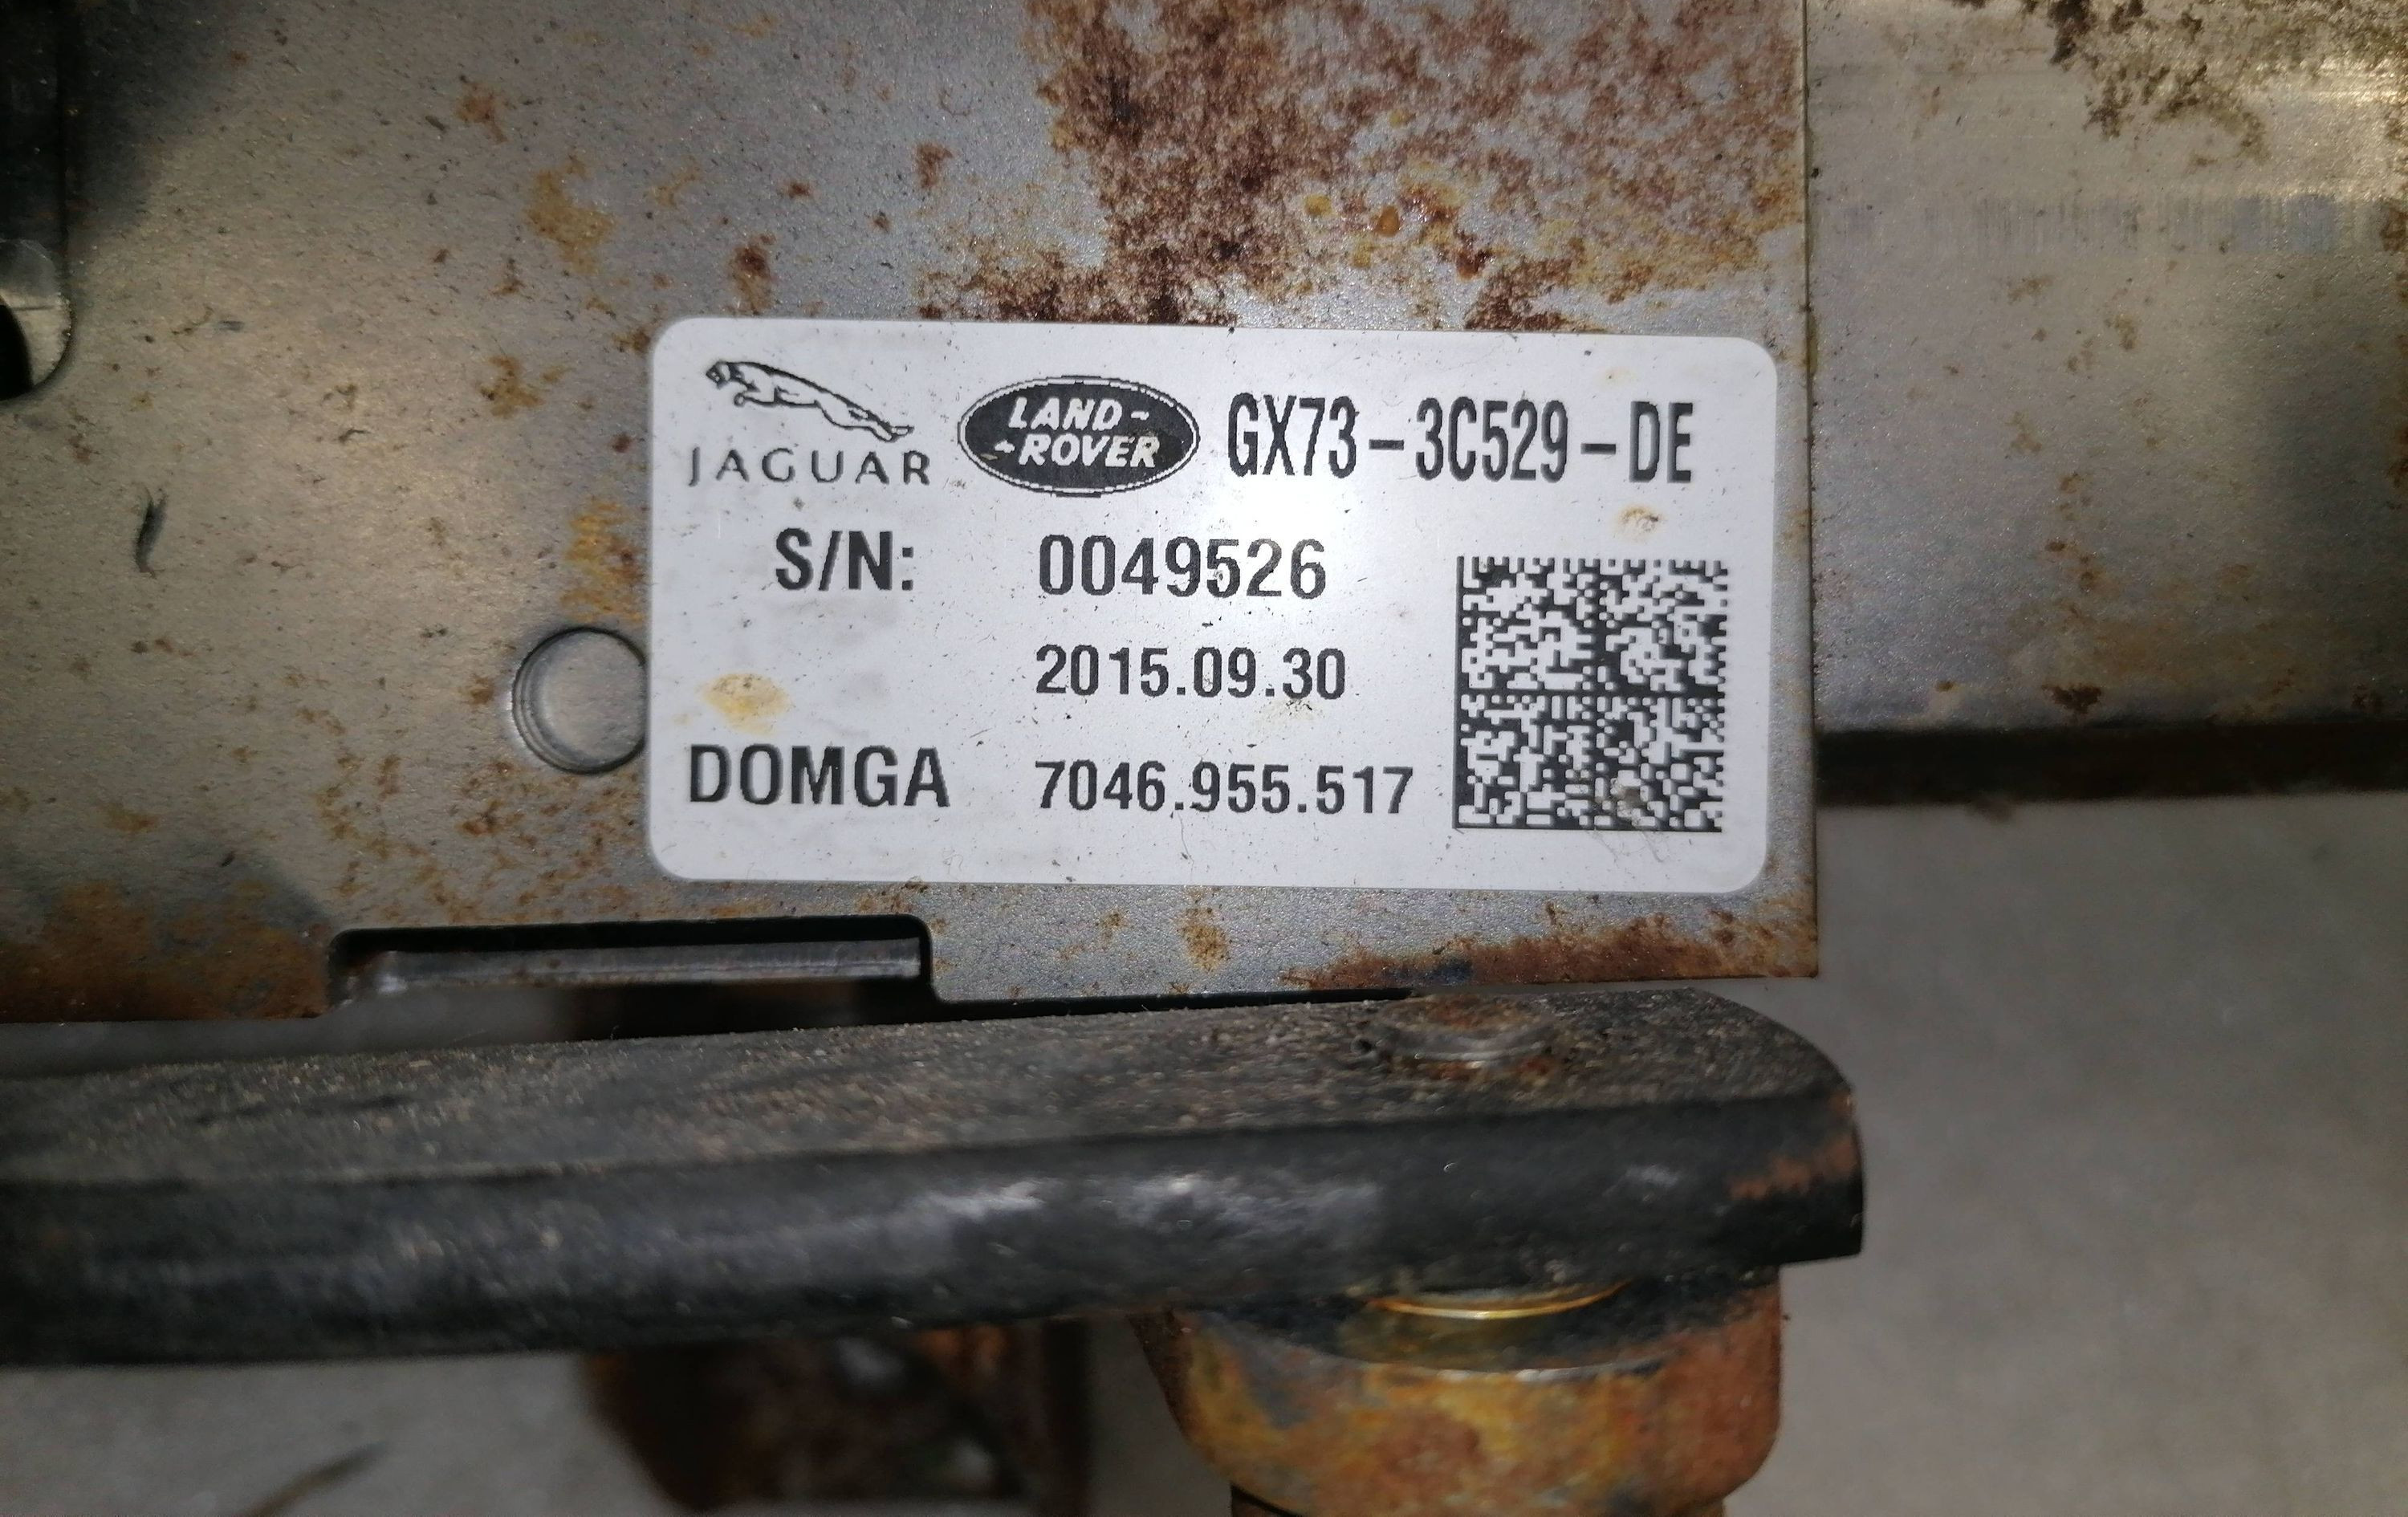 JAGUAR
LAND-
-ROVER
GX73-3C529-DE
S/N: 0049526
2015.09.30
DOMGA 7046.955.517